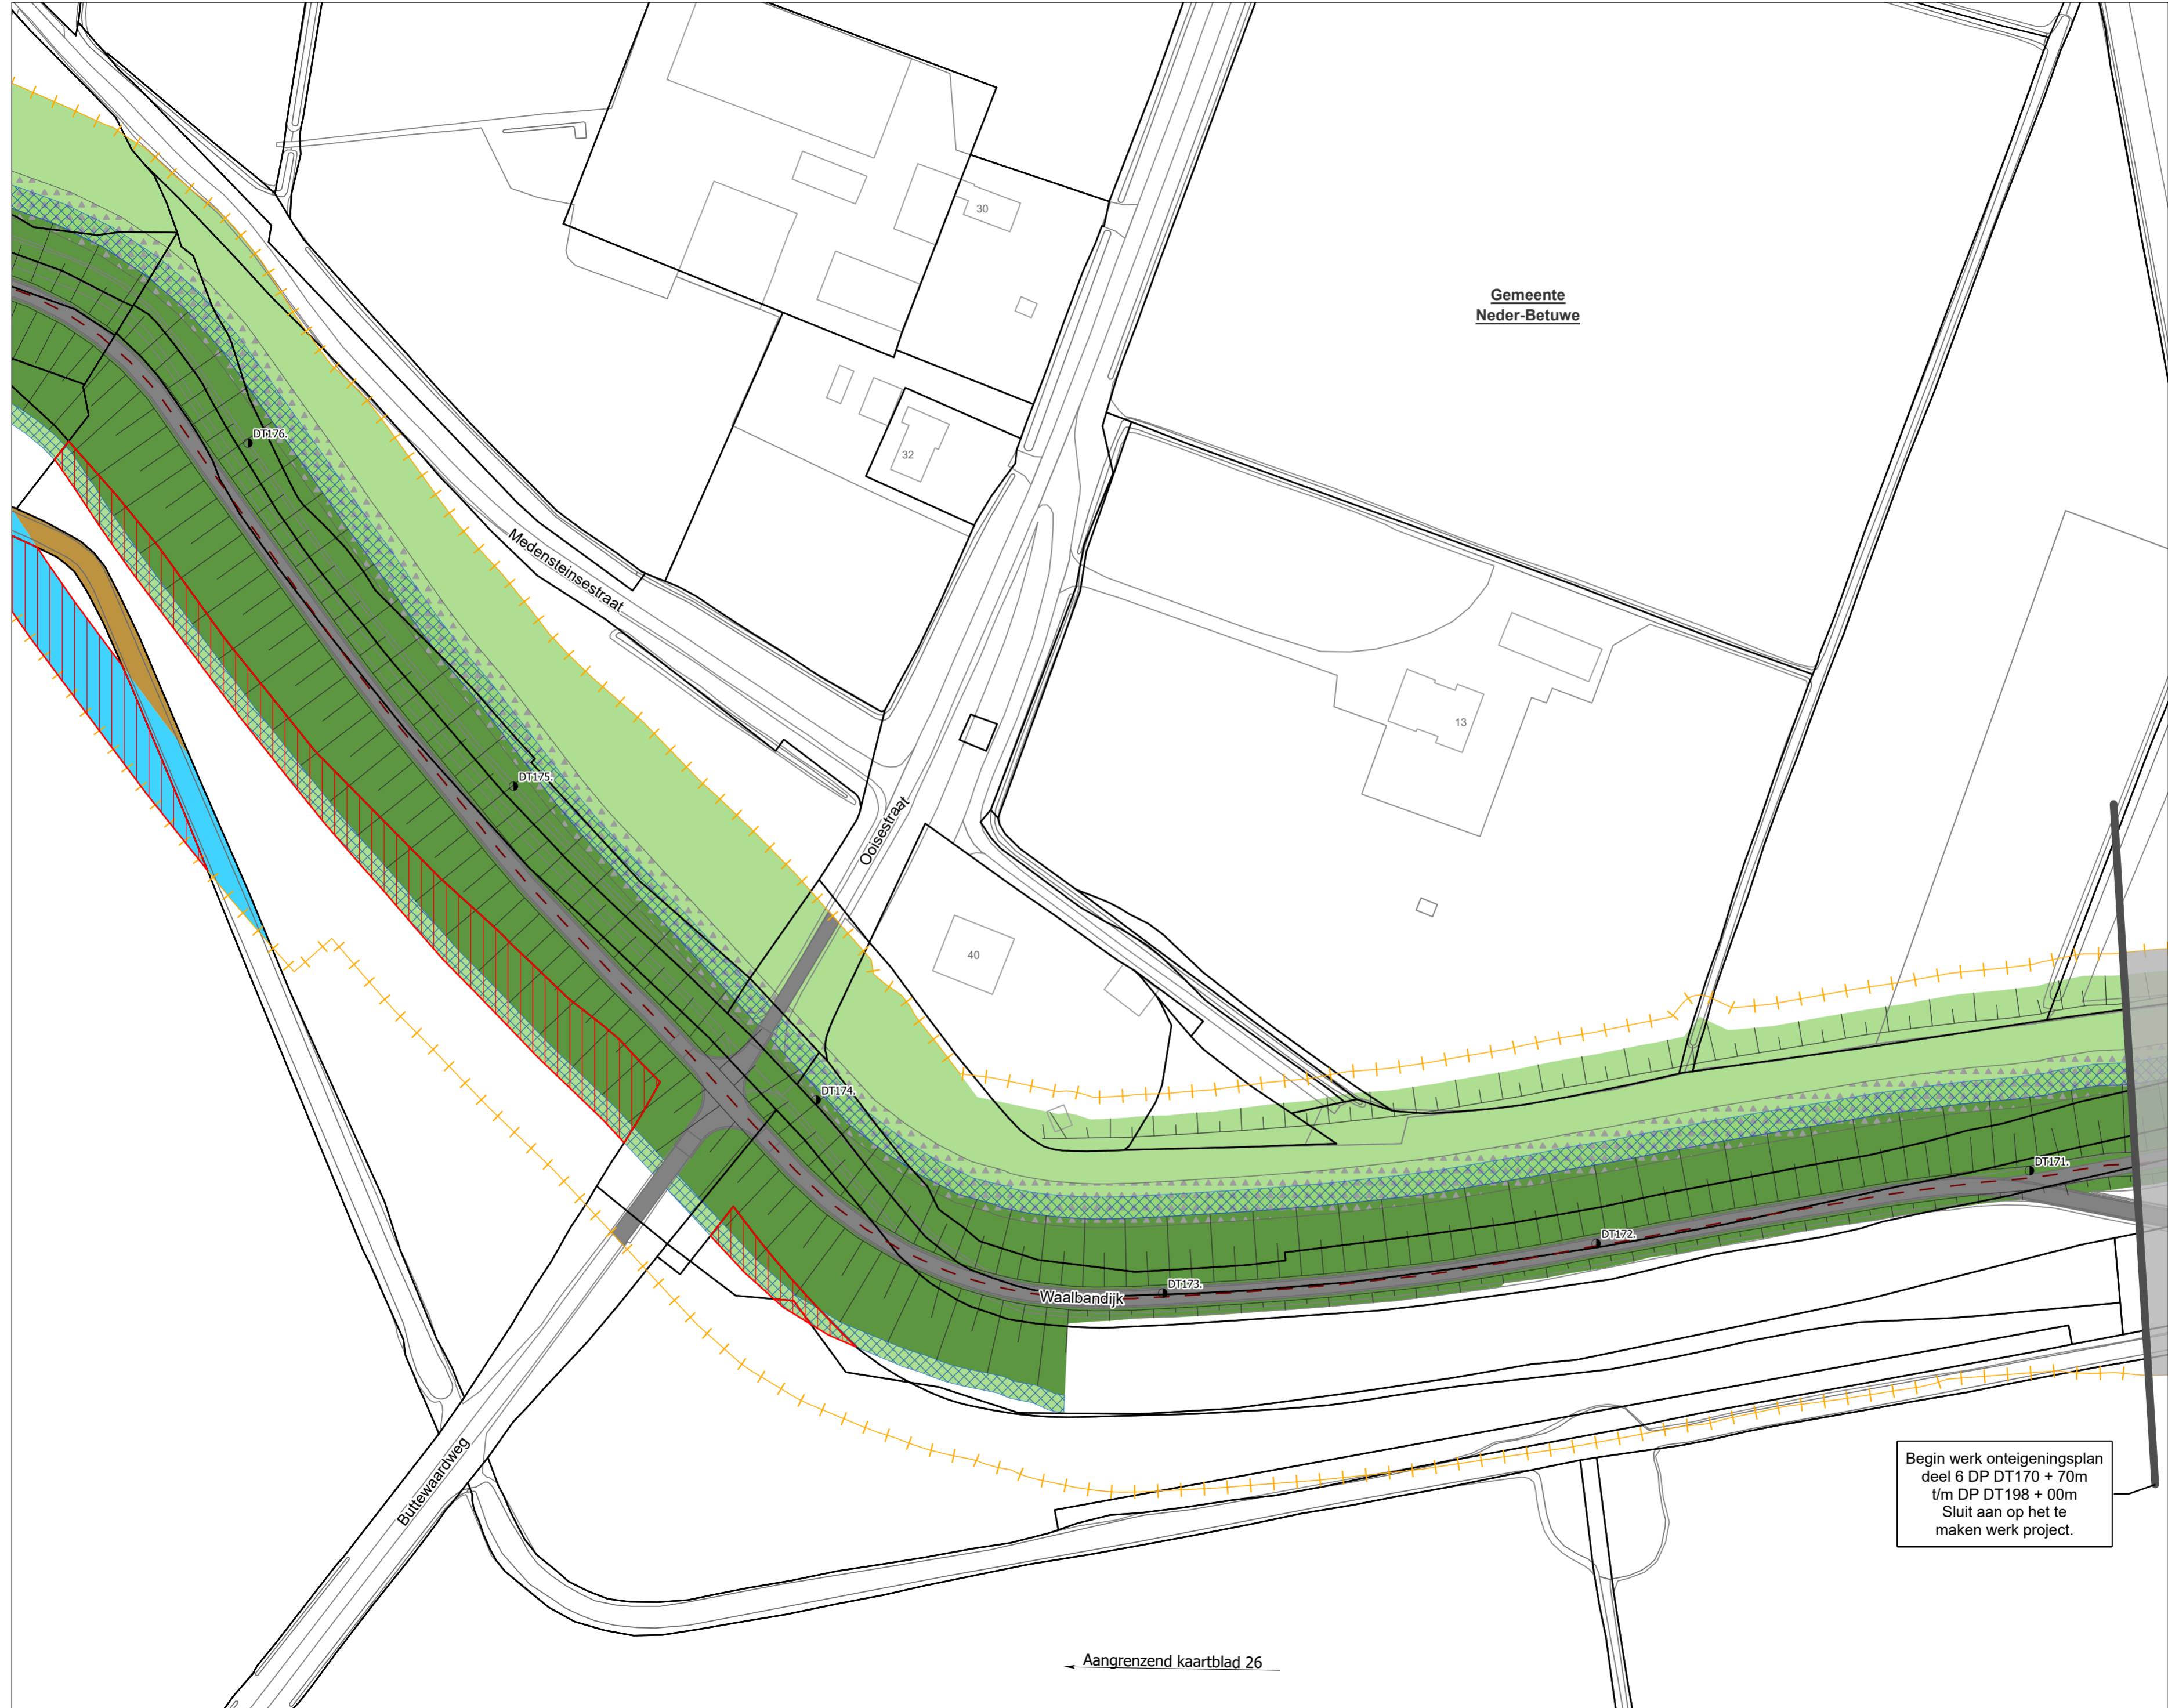 30
Gemeente
Neder-Betuwe
DT176.
32
Medensteinsestraat
13
DT175.
Ooisestraat
40
DT174.
DT171.
DT172.
DT173.
Waalbandijk
Buttewaardweg
Begin werk onteigeningsplan
deel 6 DP DT170 + 70m
t/m DP DT198 + 00m
Sluit aan op het te
maken werk project.
Aangrenzend kaartblad 26